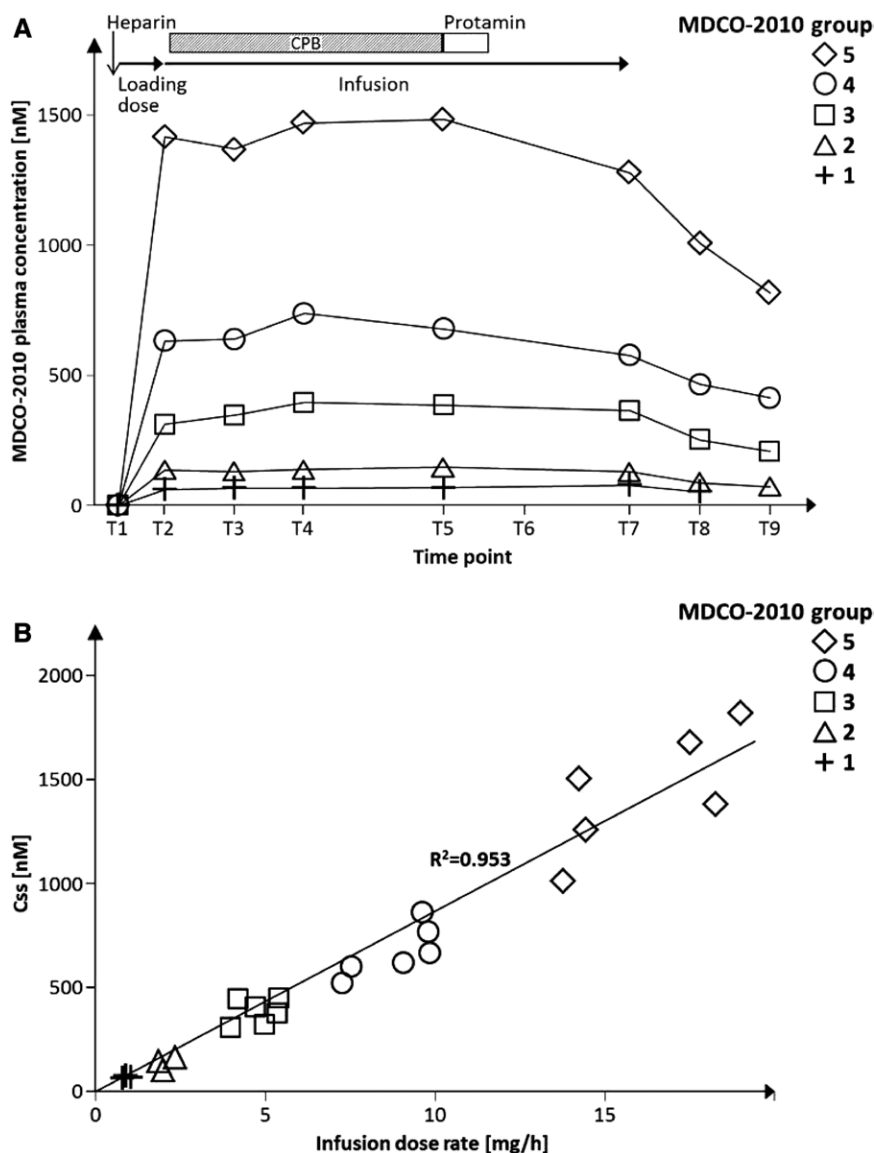 A
Heparin
Protamin
MDCO-2010 group
CPB
5
Loading
dose
Infusion
4
3
2
1
MDCO-2010 plasma concentration [nM]
1500
1000
500
0
T1 T2 T3 T4 T5 T6 T7 T8 T9
Time point
B
MDCO-2010 group
5
4
3
2
1
Css [nM]
2000
1500
1000
500
0
R²=0.953
0 5 10 15
Infusion dose rate [mg/h]